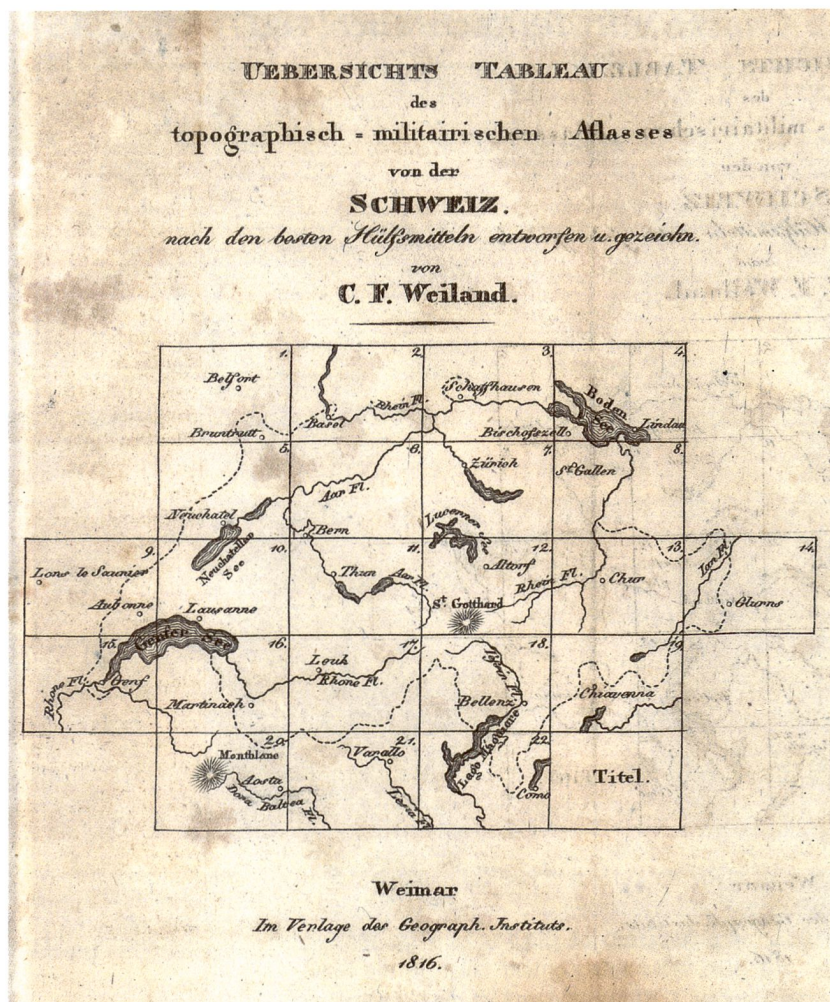 UEBERSICHTS TABLEAU
des
topographisch = militairischen Atlasses
von der
SCHWEIZ.
nach den besten Hülfsmitteln entworfen u. gezeichn.
von
C. F. Weiland.
1. 2. 3. 4.
Belfort
Schaffhausen
Boden See
Rhein Fl.
Basel
Lindau
Bruntrutt
Bischofszell
5. 6. 7. 8.
Zürich
St. Gallen
Aar Fl.
Neuchatel
Lucerner See
Bern
Neuchateller See
9. 10. 11. 12. 13. 14.
Inn Fl.
Lons le Saunier
Thun
Aar Fl.
Altorf
Rhein Fl.
Chur
Aubonne
Lausanne
St. Gotthard
Glurns
15. 16. 17. 18. 19.
Genfer See
Leuk
Rhone Fl.
Rhone Fl.
Genf
Martinach
Bellenz
Chiavenna
20. 21. 22.
Lago Maggiore
Montblanc
Varallo
Aosta
Dora Baltea Fl.
Como
Titel.
Weimar
Im Verlage des Geograph. Instituts.
1816.